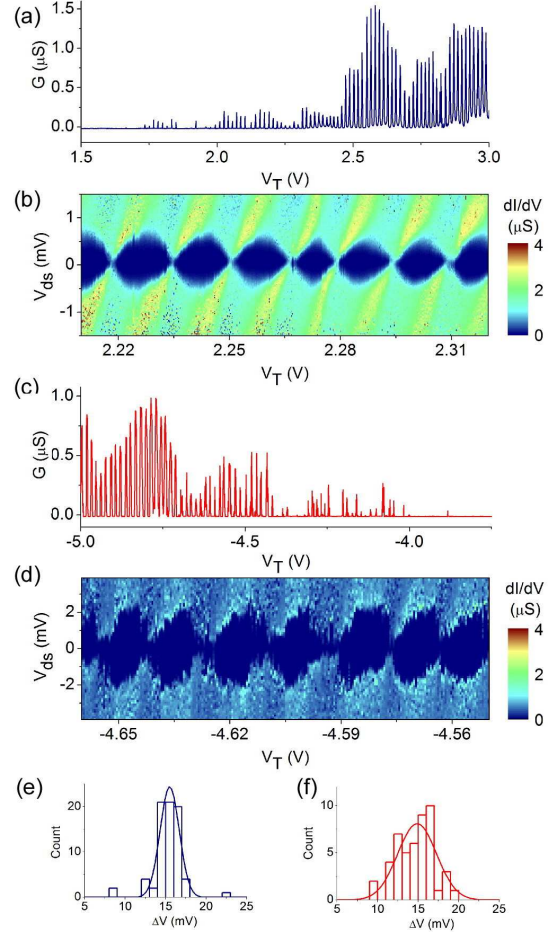 (a)
G (μS)
1.5
1.0
0.5
0.0
1.5 2.0 2.5 3.0
V_T (V)
(b)
dI/dV
(μS)
V_ds (mV)
1
0
-1
4
2
0
2.22 2.25 2.28 2.31
V_T (V)
(c)
G (μS)
1.0
0.5
0.0
-5.0 -4.5 -4.0
V_T (V)
(d)
dI/dV
(μS)
V_ds (mV)
2
0
-2
4
2
0
-4.65 -4.62 -4.59 -4.56
V_T (V)
(e)
Count
20
10
0
5 10 15 20 25
ΔV (mV)
(f)
Count
10
5
0
5 10 15 20 25
ΔV (mV)